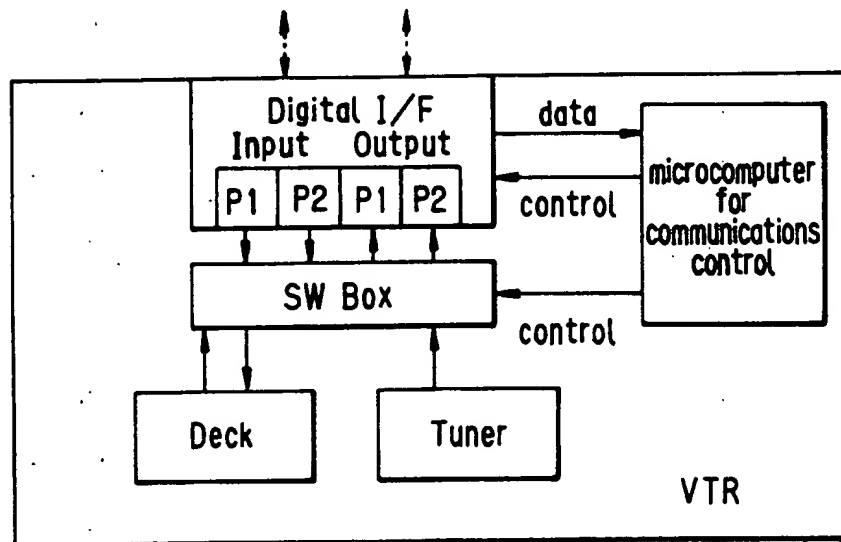 Digital I/F
Input Output
P1 P2 P1 P2
data
control
microcomputer
for
communications
control
SW Box
control
Deck
Tuner
VTR